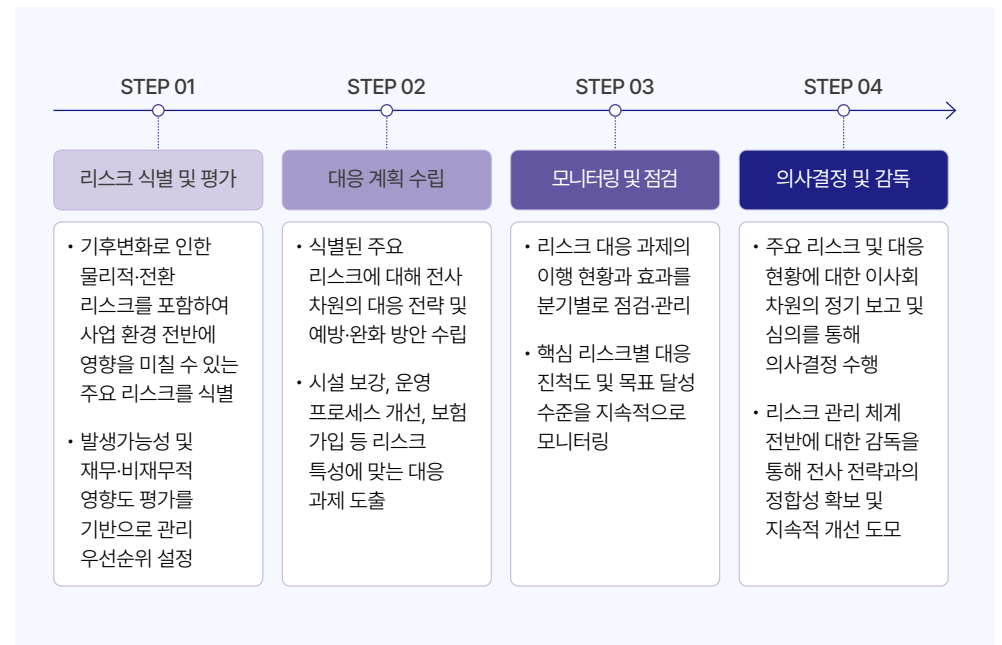 STEP 01
STEP 02
STEP 03
STEP 04
리스크 식별 및 평가
• 기후변화로 인한
물리적·전환
리스크를 포함하여
사업 환경 전반에
영향을 미칠 수 있는
주요 리스크를 식별
• 발생가능성 및
재무·비재무적
영향도 평가를
기반으로 관리
우선순위 설정
대응 계획 수립
• 식별된 주요
리스크에 대해 전사
차원의 대응 전략 및
예방·완화 방안 수립
• 시설 보강, 운영
프로세스 개선, 보험
가입 등 리스크
특성에 맞는 대응
과제 도출
모니터링 및 점검
• 리스크 대응 과제의
이행 현황과 효과를
분기별로 점검·관리
• 핵심 리스크별 대응
진척도 및 목표 달성
수준을 지속적으로
모니터링
의사결정 및 감독
• 주요 리스크 및 대응
현황에 대한 이사회
차원의 정기 보고 및
심의를 통해
의사결정 수행
• 리스크 관리 체계
전반에 대한 감독을
통해 전사 전략과의
정합성 확보 및
지속적 개선 도모